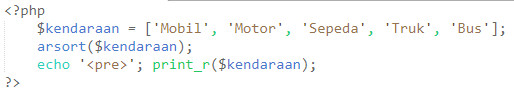 <?php
$kendaraan = ['Mobil', 'Motor', 'Sepeda', 'Truk', 'Bus'];
arsort($kendaraan);
echo '<pre>'; print_r($kendaraan);
?>